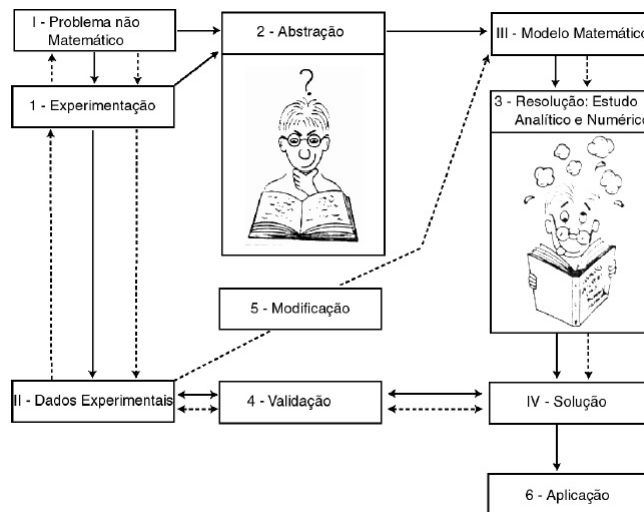 I - Problema não
Matemático
2 - Abstração
III - Modelo Matemático
1 - Experimentação
3 - Resolução: Estudo
Analítico e Numérico
?
5 - Modificação
II - Dados Experimentais
4 - Validação
IV - Solução
6 - Aplicação